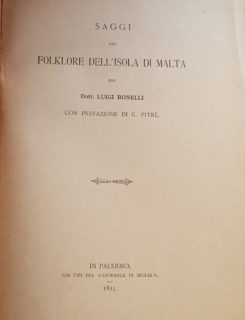 SAGGI
DEL
FOLKLORE DELL'ISOLA DI MALTA
DEL
Dott. LUIGI BONELLI
CON PREFAZIONE DI G. PITRÈ.
IN PALERMO,
COI TIPI DEL «GIORNALE DI SICILIA».
1895.